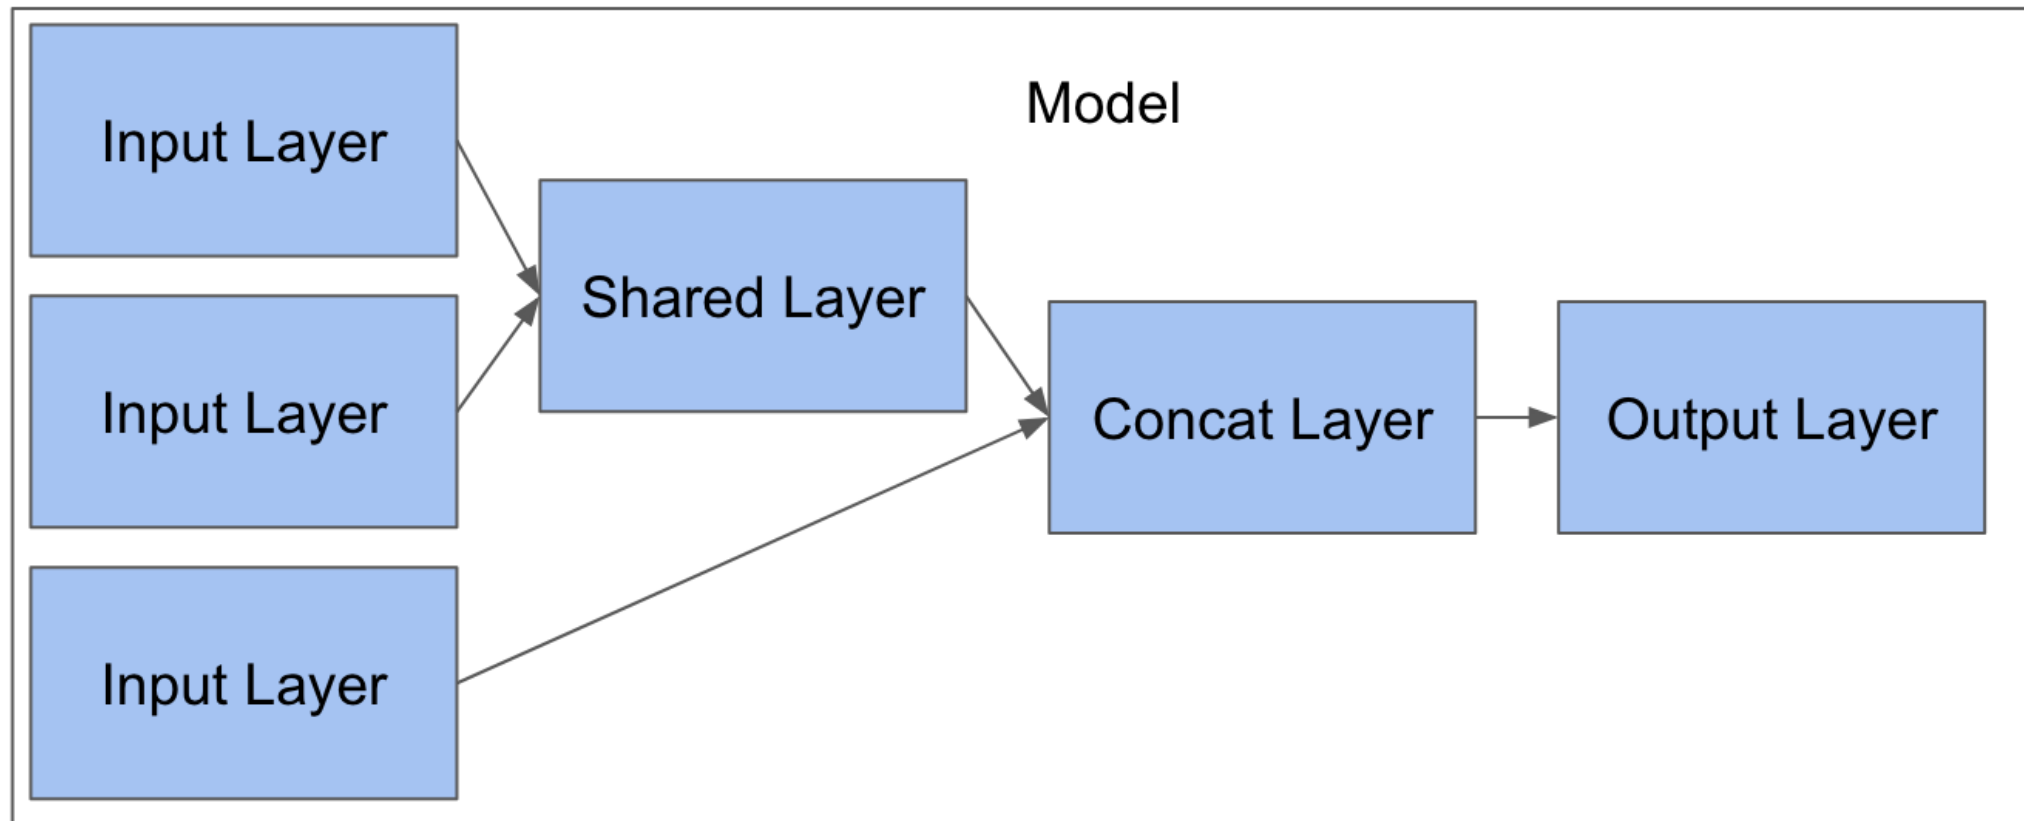 Model
Input Layer
Input Layer
Input Layer
Shared Layer
Concat Layer
Output Layer